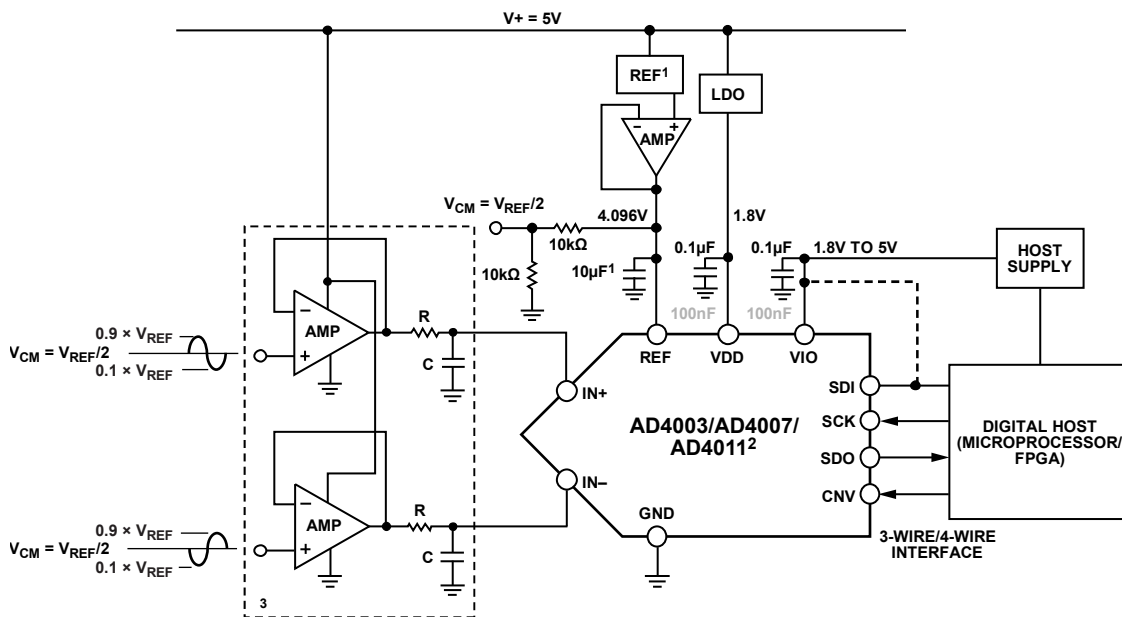 V+ = 5V
REF¹
LDO
− +
AMP
VCM = VREF/2
4.096V
1.8V
10kΩ
0.1µF
0.1µF
1.8V TO 5V
HOST
SUPPLY
10kΩ
10µF¹
100nF
100nF
REF
VDD
VIO
0.9 × VREF
VCM = VREF/2
0.1 × VREF
−
AMP
+
R
C
IN+
AD4003/AD4007/
AD4011²
SDI
SCK
SDO
CNV
DIGITAL HOST
(MICROPROCESSOR/
FPGA)
IN−
GND
3-WIRE/4-WIRE
INTERFACE
0.9 × VREF
VCM = VREF/2
0.1 × VREF
−
AMP
+
R
C
3